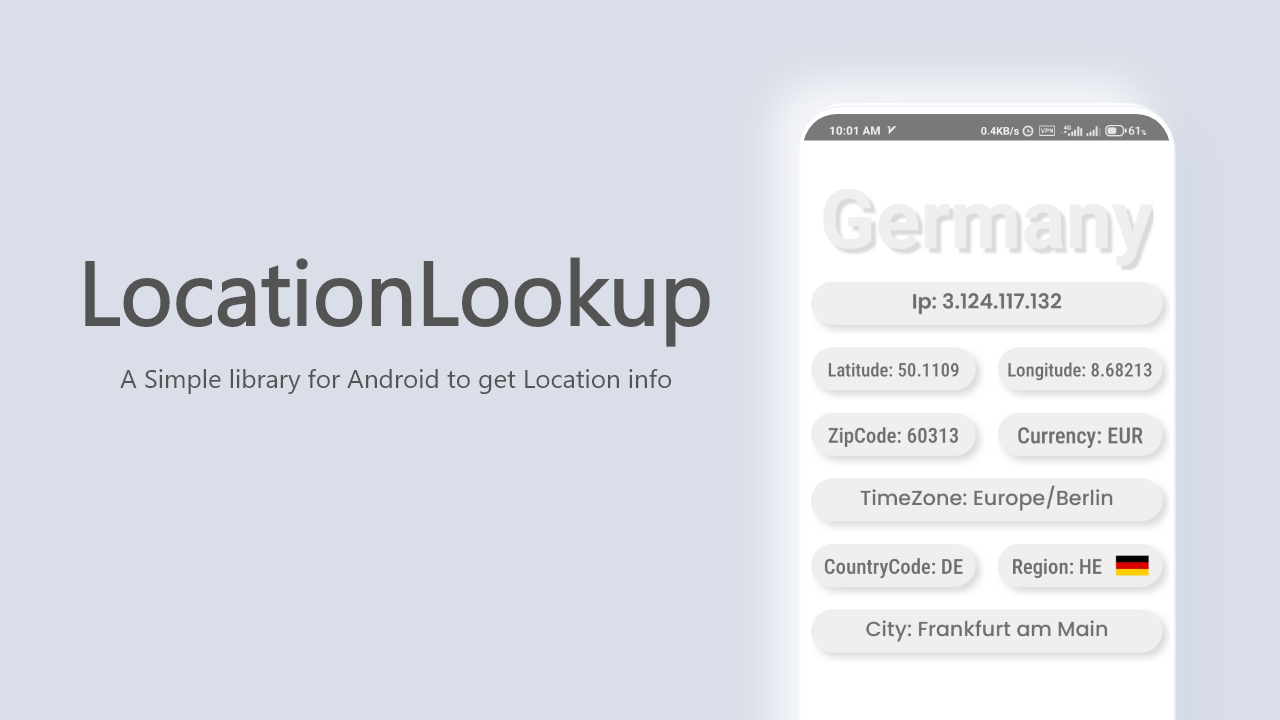 LocationLookup
A Simple library for Android to get Location info
10:01 AM 0.4KB/s VPN 4G 61%
Germany
Ip: 3.124.117.132
Latitude: 50.1109 Longitude: 8.68213
ZipCode: 60313 Currency: EUR
TimeZone: Europe/Berlin
CountryCode: DE Region: HE
City: Frankfurt am Main